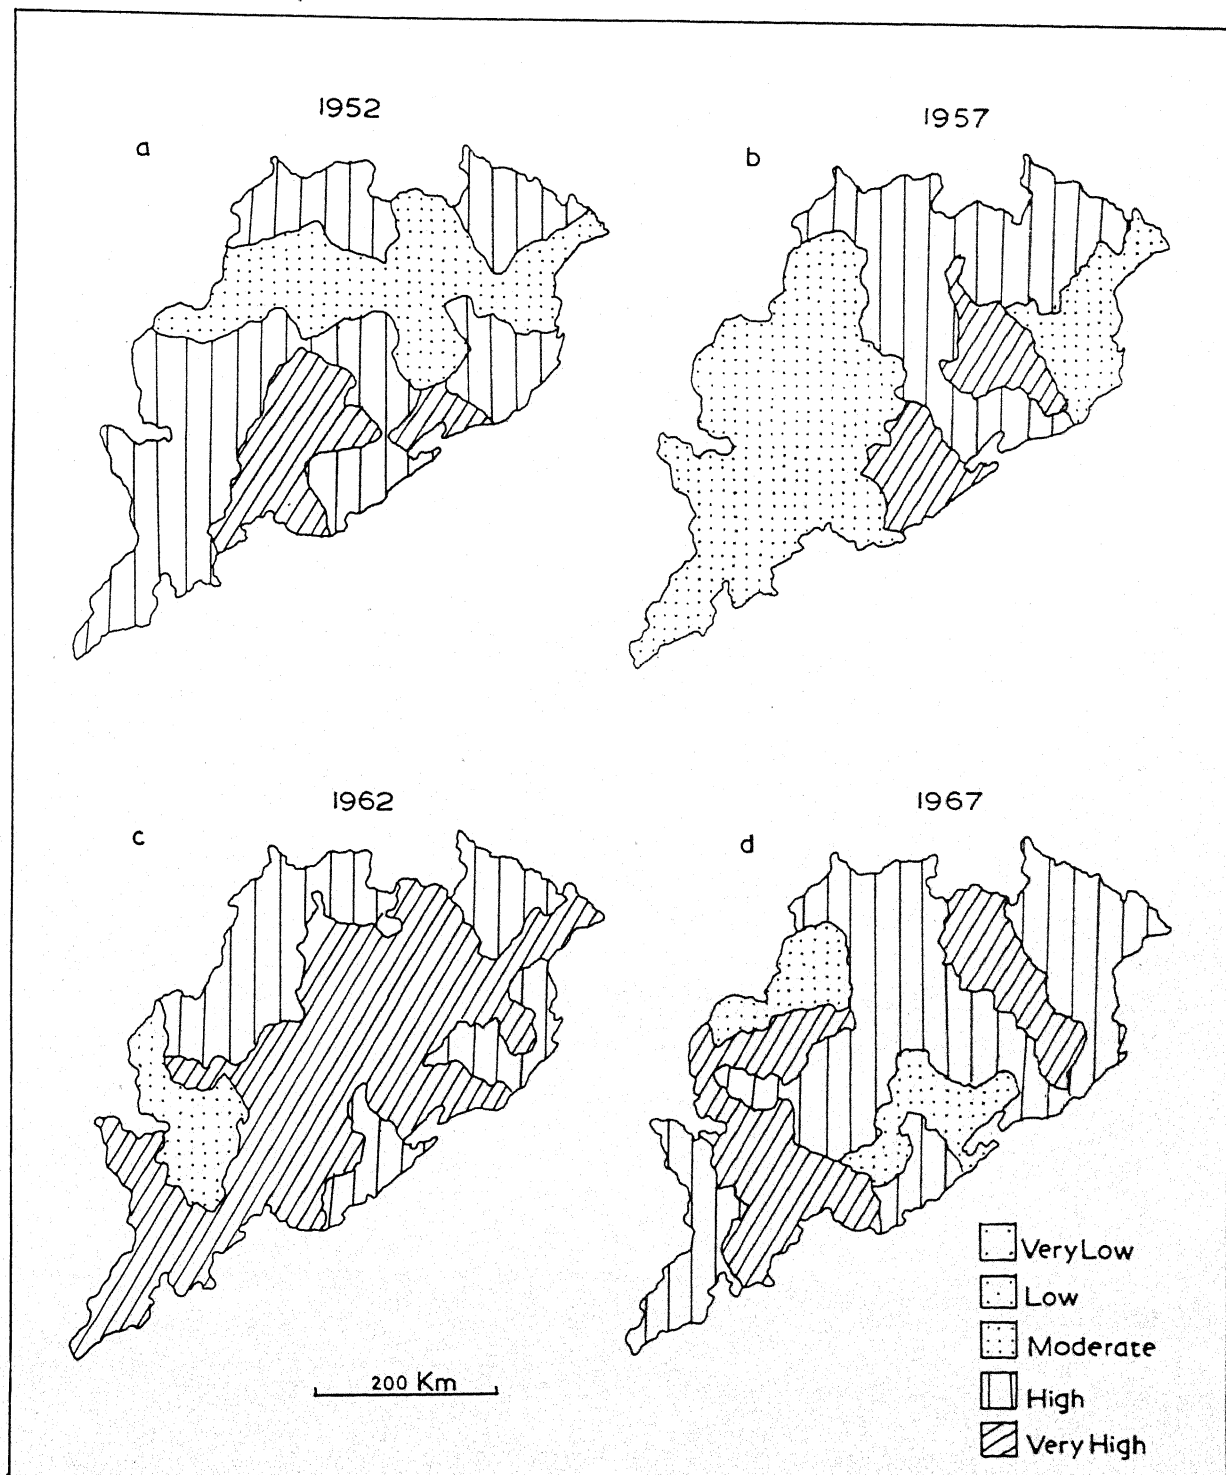 1952
a
1957
b
1962
c
1967
d
200 Km
Very Low
Low
Moderate
High
Very High